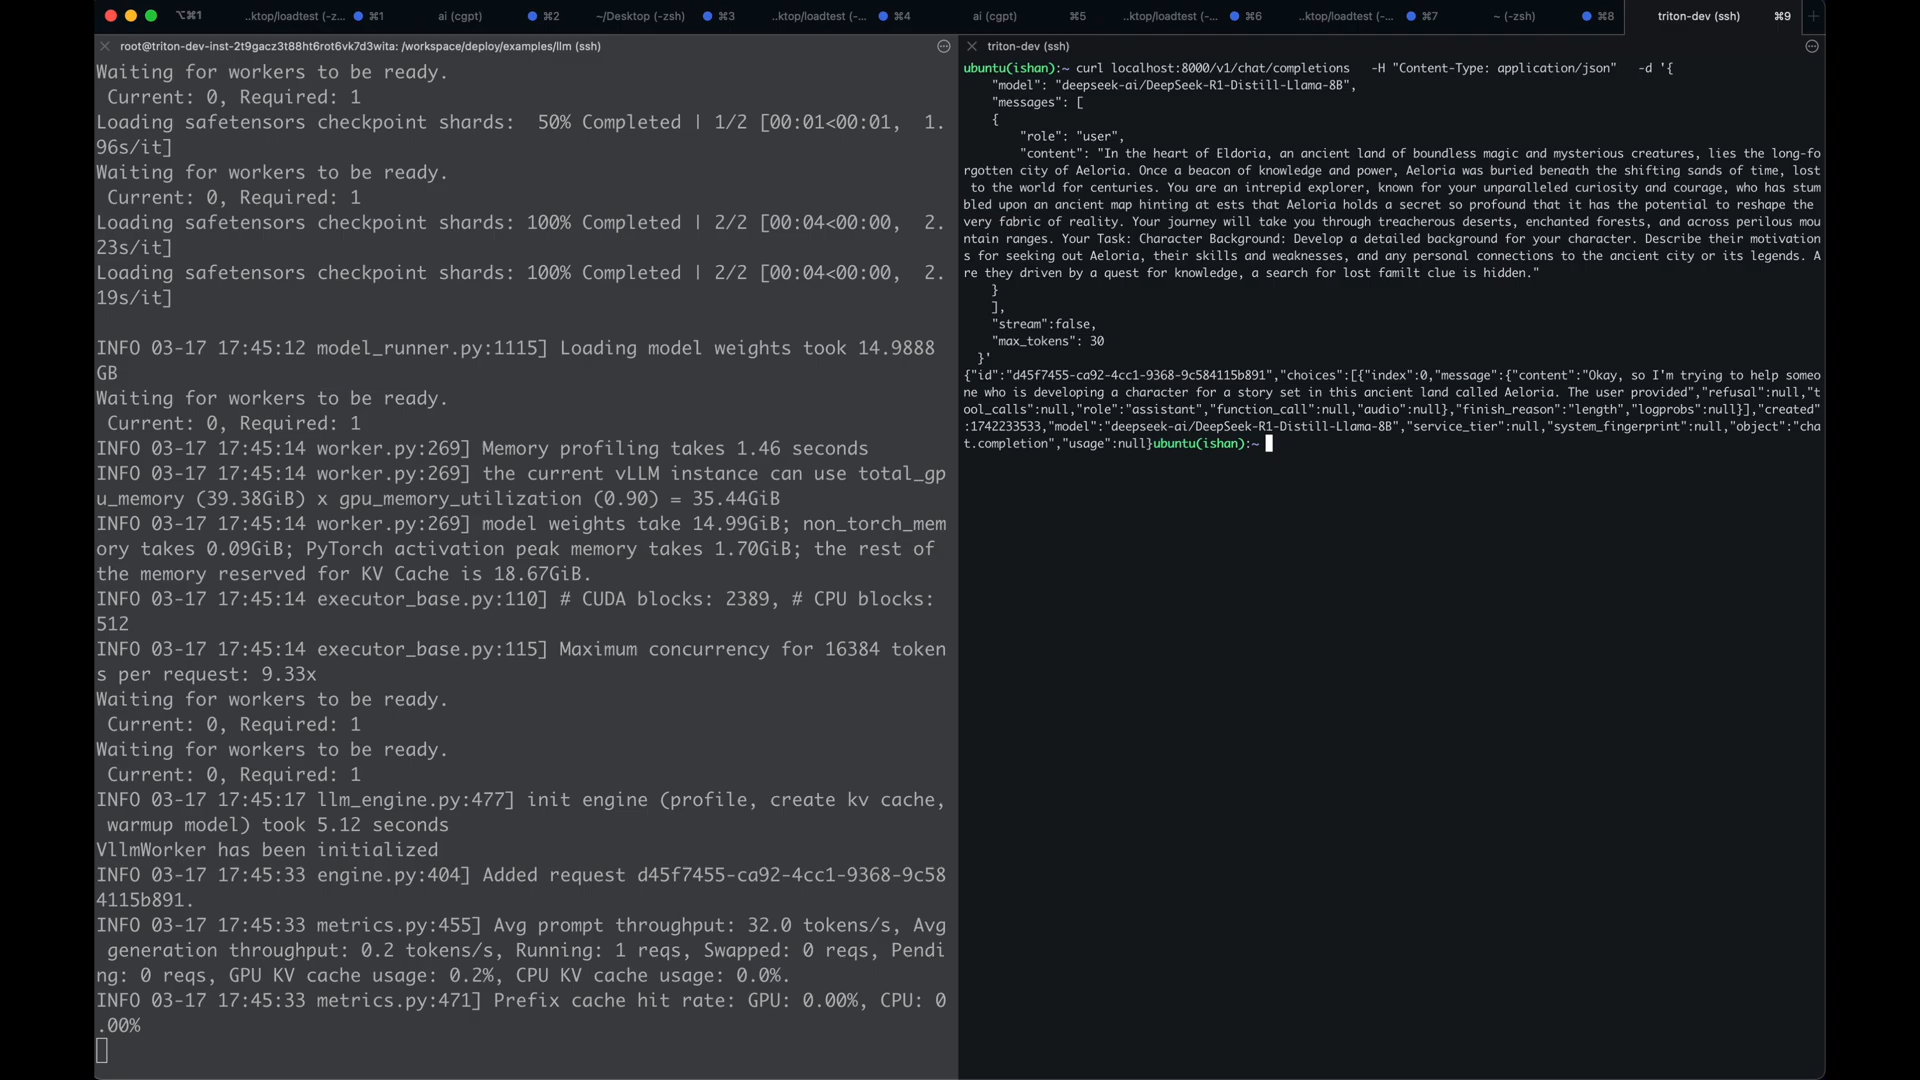 ⌥⌘1
..ktop/loadtest (-z... ⌘1
ai (cgpt) ⌘2
~/Desktop (-zsh) ⌘3
..ktop/loadtest (-... ⌘4
ai (cgpt) ⌘5
..ktop/loadtest (-... ⌘6
..ktop/loadtest (-... ⌘7
~ (-zsh) ⌘8
triton-dev (ssh) ⌘9
root@triton-dev-inst-2t9gacz3t88ht6rot6vk7d3wita: /workspace/deploy/examples/llm (ssh)
Waiting for workers to be ready.
Current: 0, Required: 1
Loading safetensors checkpoint shards:  50% Completed | 1/2 [00:01<00:01,  1.
96s/it]
Waiting for workers to be ready.
Current: 0, Required: 1
Loading safetensors checkpoint shards: 100% Completed | 2/2 [00:04<00:00,  2.
23s/it]
Loading safetensors checkpoint shards: 100% Completed | 2/2 [00:04<00:00,  2.
19s/it]
INFO 03-17 17:45:12 model_runner.py:1115] Loading model weights took 14.9888
GB
Waiting for workers to be ready.
Current: 0, Required: 1
INFO 03-17 17:45:14 worker.py:269] Memory profiling takes 1.46 seconds
INFO 03-17 17:45:14 worker.py:269] the current vLLM instance can use total_gp
u_memory (39.38GiB) x gpu_memory_utilization (0.90) = 35.44GiB
INFO 03-17 17:45:14 worker.py:269] model weights take 14.99GiB; non_torch_mem
ory takes 0.09GiB; PyTorch activation peak memory takes 1.70GiB; the rest of
the memory reserved for KV Cache is 18.67GiB.
INFO 03-17 17:45:14 executor_base.py:110] # CUDA blocks: 2389, # CPU blocks:
512
INFO 03-17 17:45:14 executor_base.py:115] Maximum concurrency for 16384 token
s per request: 9.33x
Waiting for workers to be ready.
Current: 0, Required: 1
Waiting for workers to be ready.
Current: 0, Required: 1
INFO 03-17 17:45:17 llm_engine.py:477] init engine (profile, create kv cache,
warmup model) took 5.12 seconds
VllmWorker has been initialized
INFO 03-17 17:45:33 engine.py:404] Added request d45f7455-ca92-4cc1-9368-9c58
4115b891.
INFO 03-17 17:45:33 metrics.py:455] Avg prompt throughput: 32.0 tokens/s, Avg
generation throughput: 0.2 tokens/s, Running: 1 reqs, Swapped: 0 reqs, Pendi
ng: 0 reqs, GPU KV cache usage: 0.2%, CPU KV cache usage: 0.0%.
INFO 03-17 17:45:33 metrics.py:471] Prefix cache hit rate: GPU: 0.00%, CPU: 0
.00%
triton-dev (ssh)
ubuntu(ishan):~ curl localhost:8000/v1/chat/completions   -H "Content-Type: application/json"   -d '{
"model": "deepseek-ai/DeepSeek-R1-Distill-Llama-8B",
"messages": [
{
"role": "user",
"content": "In the heart of Eldoria, an ancient land of boundless magic and mysterious creatures, lies the long-fo
rgotten city of Aeloria. Once a beacon of knowledge and power, Aeloria was buried beneath the shifting sands of time, lost
to the world for centuries. You are an intrepid explorer, known for your unparalleled curiosity and courage, who has stum
bled upon an ancient map hinting at ests that Aeloria holds a secret so profound that it has the potential to reshape the
very fabric of reality. Your journey will take you through treacherous deserts, enchanted forests, and across perilous mou
ntain ranges. Your Task: Character Background: Develop a detailed background for your character. Describe their motivation
s for seeking out Aeloria, their skills and weaknesses, and any personal connections to the ancient city or its legends. A
re they driven by a quest for knowledge, a search for lost familt clue is hidden."
}
],
"stream":false,
"max_tokens": 30
}'
{"id":"d45f7455-ca92-4cc1-9368-9c584115b891","choices":[{"index":0,"message":{"content":"Okay, so I'm trying to help someo
ne who is developing a character for a story set in this ancient land called Aeloria. The user provided","refusal":null,"t
ool_calls":null,"role":"assistant","function_call":null,"audio":null},"finish_reason":"length","logprobs":null}],"created"
:1742233533,"model":"deepseek-ai/DeepSeek-R1-Distill-Llama-8B","service_tier":null,"system_fingerprint":null,"object":"cha
t.completion","usage":null}ubuntu(ishan):~